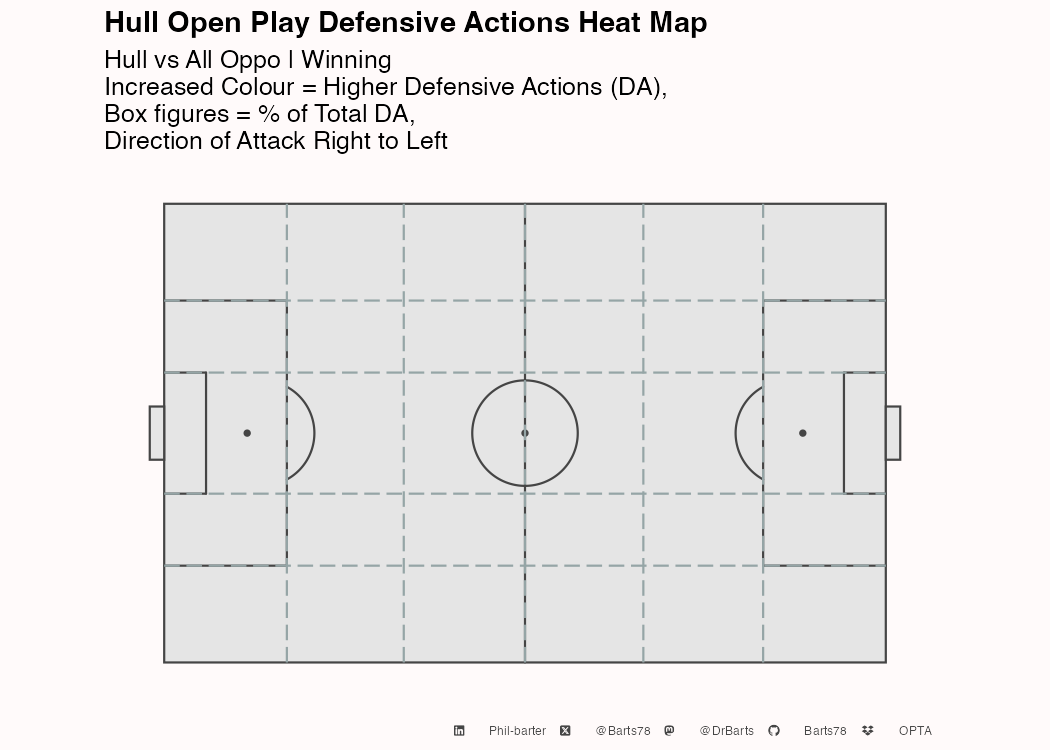 Hull Open Play Defensive Actions Heat Map
Hull vs All Oppo | Winning
Increased Colour = Higher Defensive Actions (DA),
Box figures = % of Total DA,
Direction of Attack Right to Left
Phil-barter @Barts78 @DrBarts Barts78 OPTA